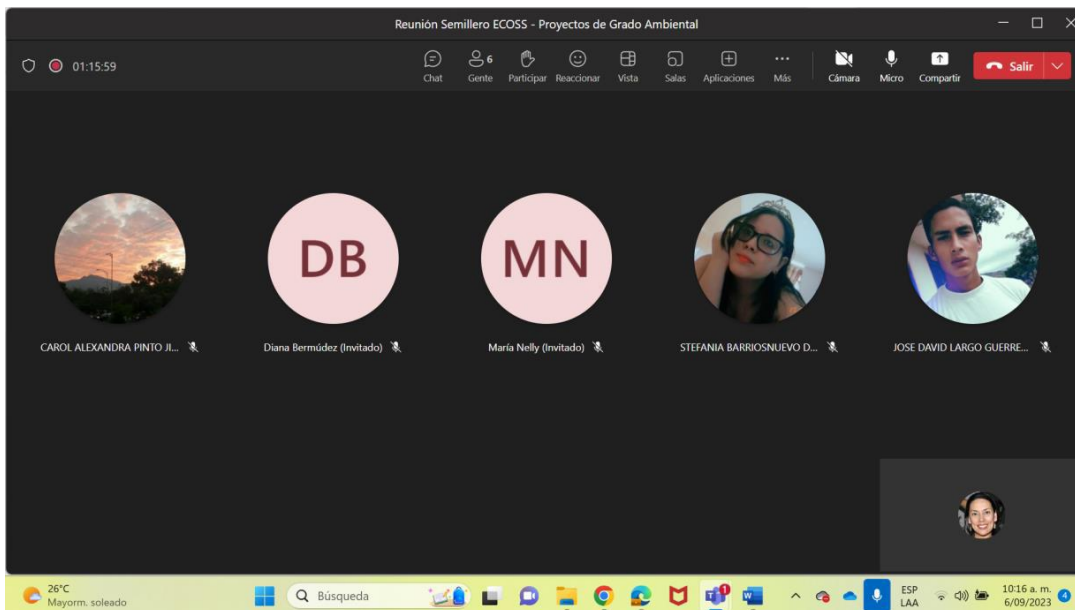 Reunión Semillero ECOSS - Proyectos de Grado Ambiental
01:15:59
6
Chat Gente Participar Reaccionar Vista Salas Aplicaciones Más Cámara Micro Compartir Salir
DB MN
CAROL ALEXANDRA PINTO JI... Diana Bermúdez (Invitado) María Nelly (Invitado) STEFANIA BARRIOSNUEVO D... JOSE DAVID LARGO GUERRE...
26°C
Mayorm. soleado
Búsqueda
1
W
ESP
LAA
10:16 a. m.
6/09/2023
4